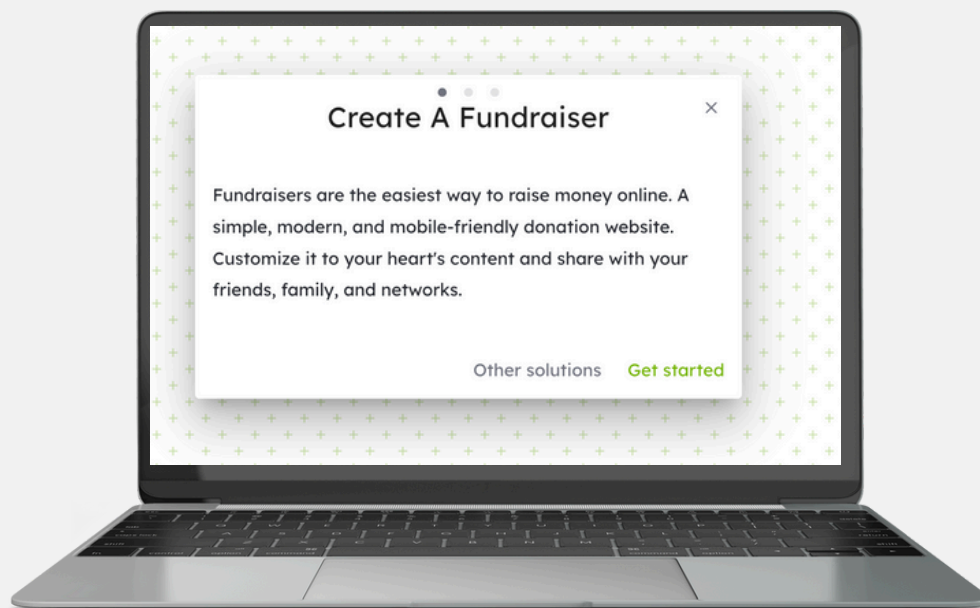 Create A Fundraiser
Fundraisers are the easiest way to raise money online. A
simple, modern, and mobile-friendly donation website.
Customize it to your heart's content and share with your
friends, family, and networks.
Other solutions Get started